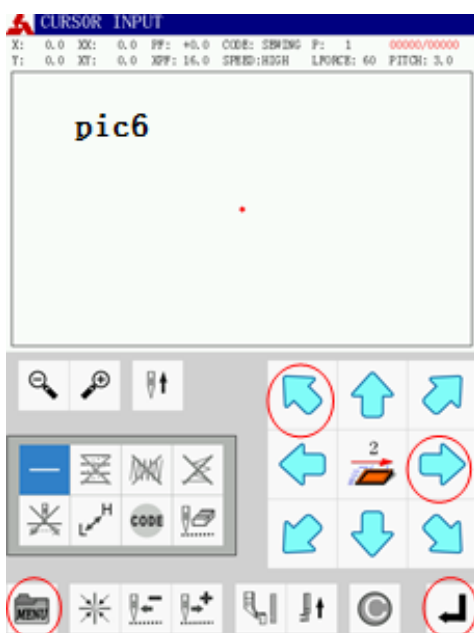 CURSOR INPUT
X: 0.0 XX: 0.0 PF: +0.0 CODE: SEWING P: 1 00000/00000
Y: 0.0 XY: 0.0 XPF: 16.0 SPEED:HIGH LFORCE: 60 PITCH: 3.0
pic6
2
H
L
CODE
MENU
C